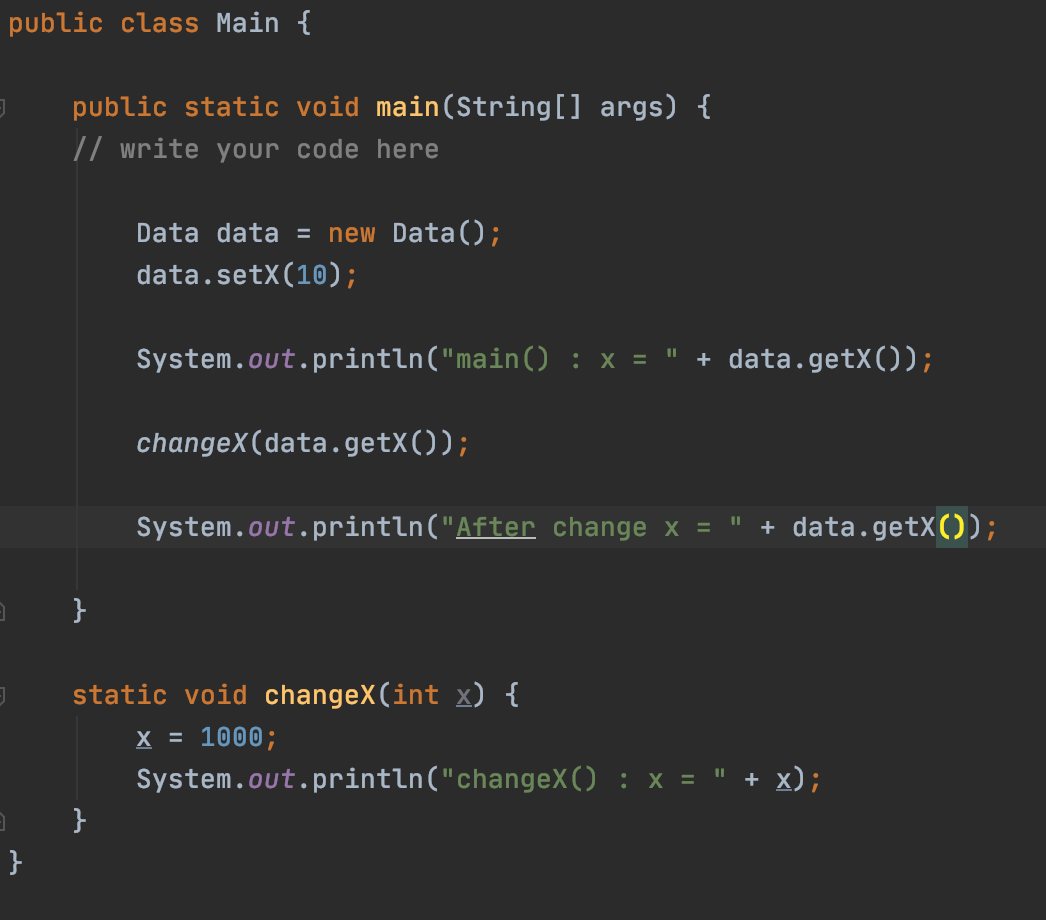 public class Main {
public static void main(String[] args) {
// write your code here
Data data = new Data();
data.setX(10);
System.out.println("main() : x = " + data.getX());
changeX(data.getX());
System.out.println("After change x = " + data.getX());
}
static void changeX(int x) {
x = 1000;
System.out.println("changeX() : x = " + x);
}
}